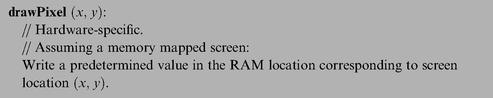 drawPixel (x, y):
// Hardware-specific.
// Assuming a memory mapped screen:
Write a predetermined value in the RAM location corresponding to screen
location (x, y).